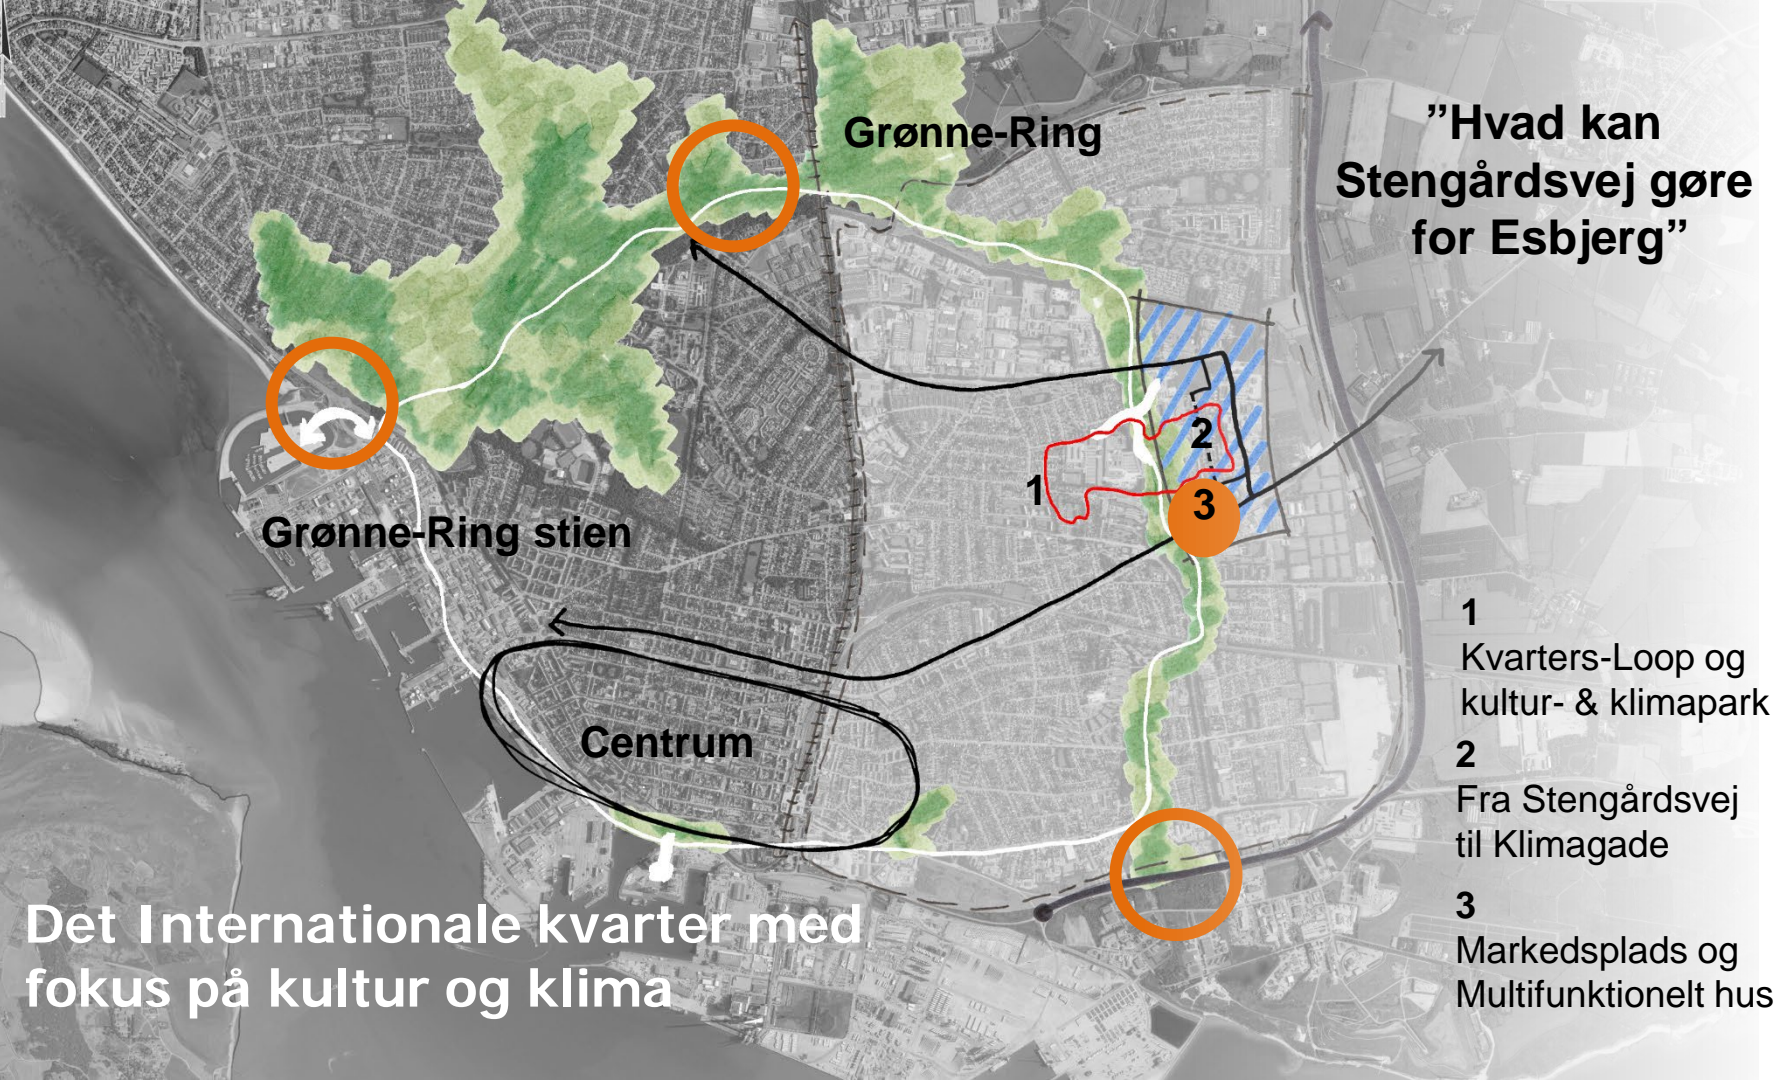 Grønne-Ring
”Hvad kan
Stengårdsvej gøre
for Esbjerg”
2
1
3
Grønne-Ring stien
Centrum
1
Kvarters-Loop og
kultur- & klimapark
2
Fra Stengårdsvej
til Klimagade
3
Markedsplads og
Multifunktionelt hus
Det Internationale kvarter med
fokus på kultur og klima